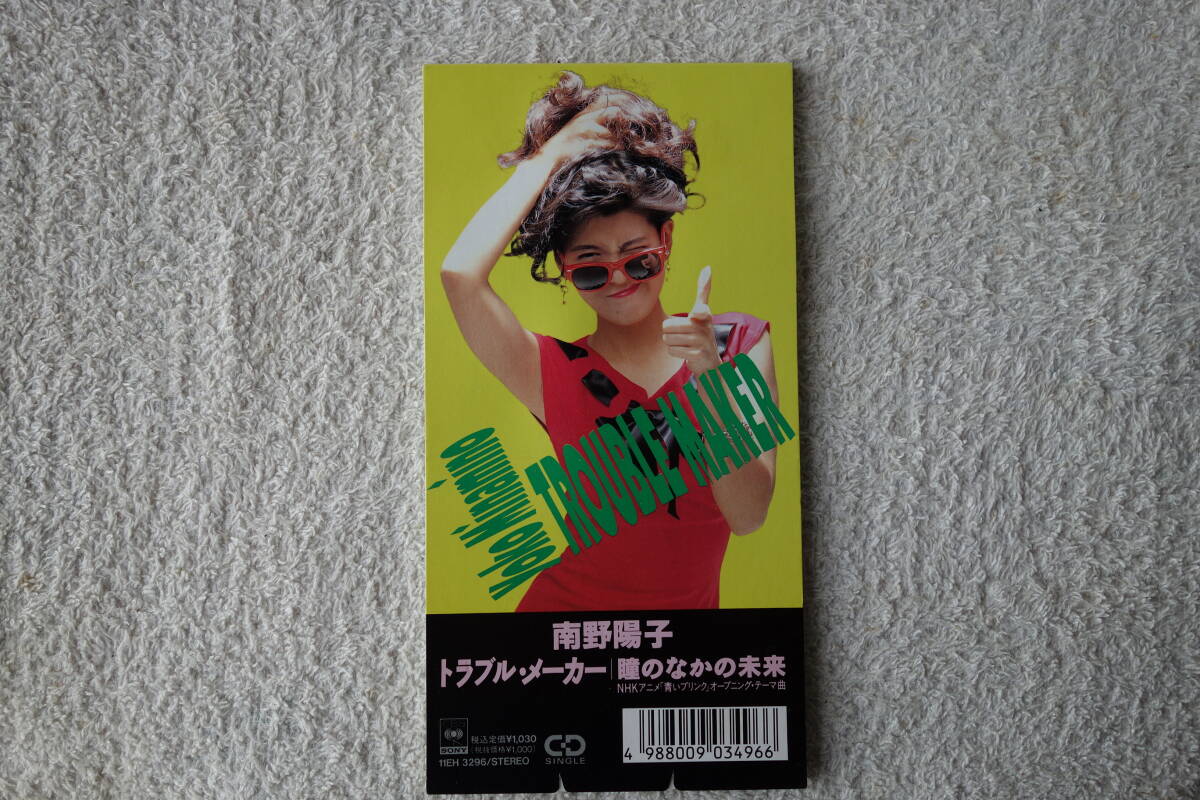 Yoko Minamino
TROUBLE MAKER
南野陽子
トラブル・メーカー|瞳のなかの未来
NHKアニメ「青いブリンク」オープニング・テーマ曲
SONY
税込定価¥1,030
(税抜価格¥1,000)
11EH 3296/STEREO
CD
SINGLE
4 988009 034966